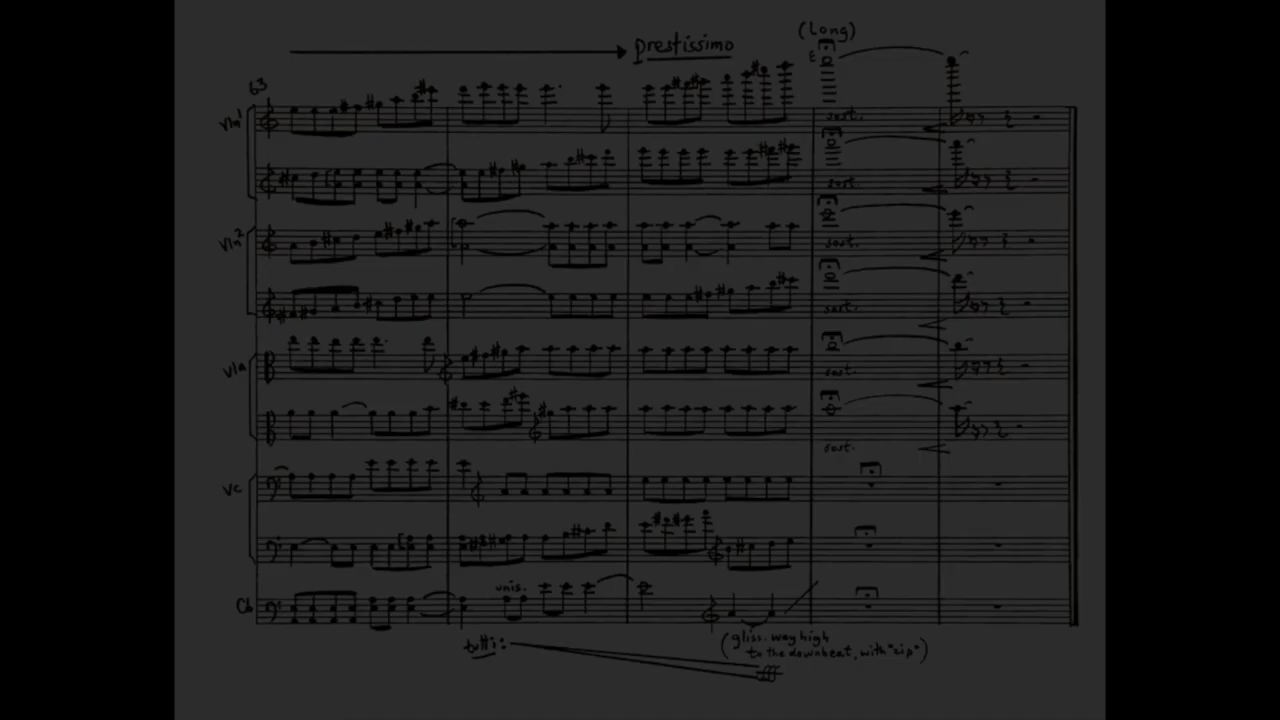 (Long)
prestissimo
63
Vln¹
sost.
sost.
Vln²
sost.
sost.
Vla
sost.
sost.
Vc
unis.
Cb
tutti:
(gliss. way high
to the downbeat, with "zip")
fff